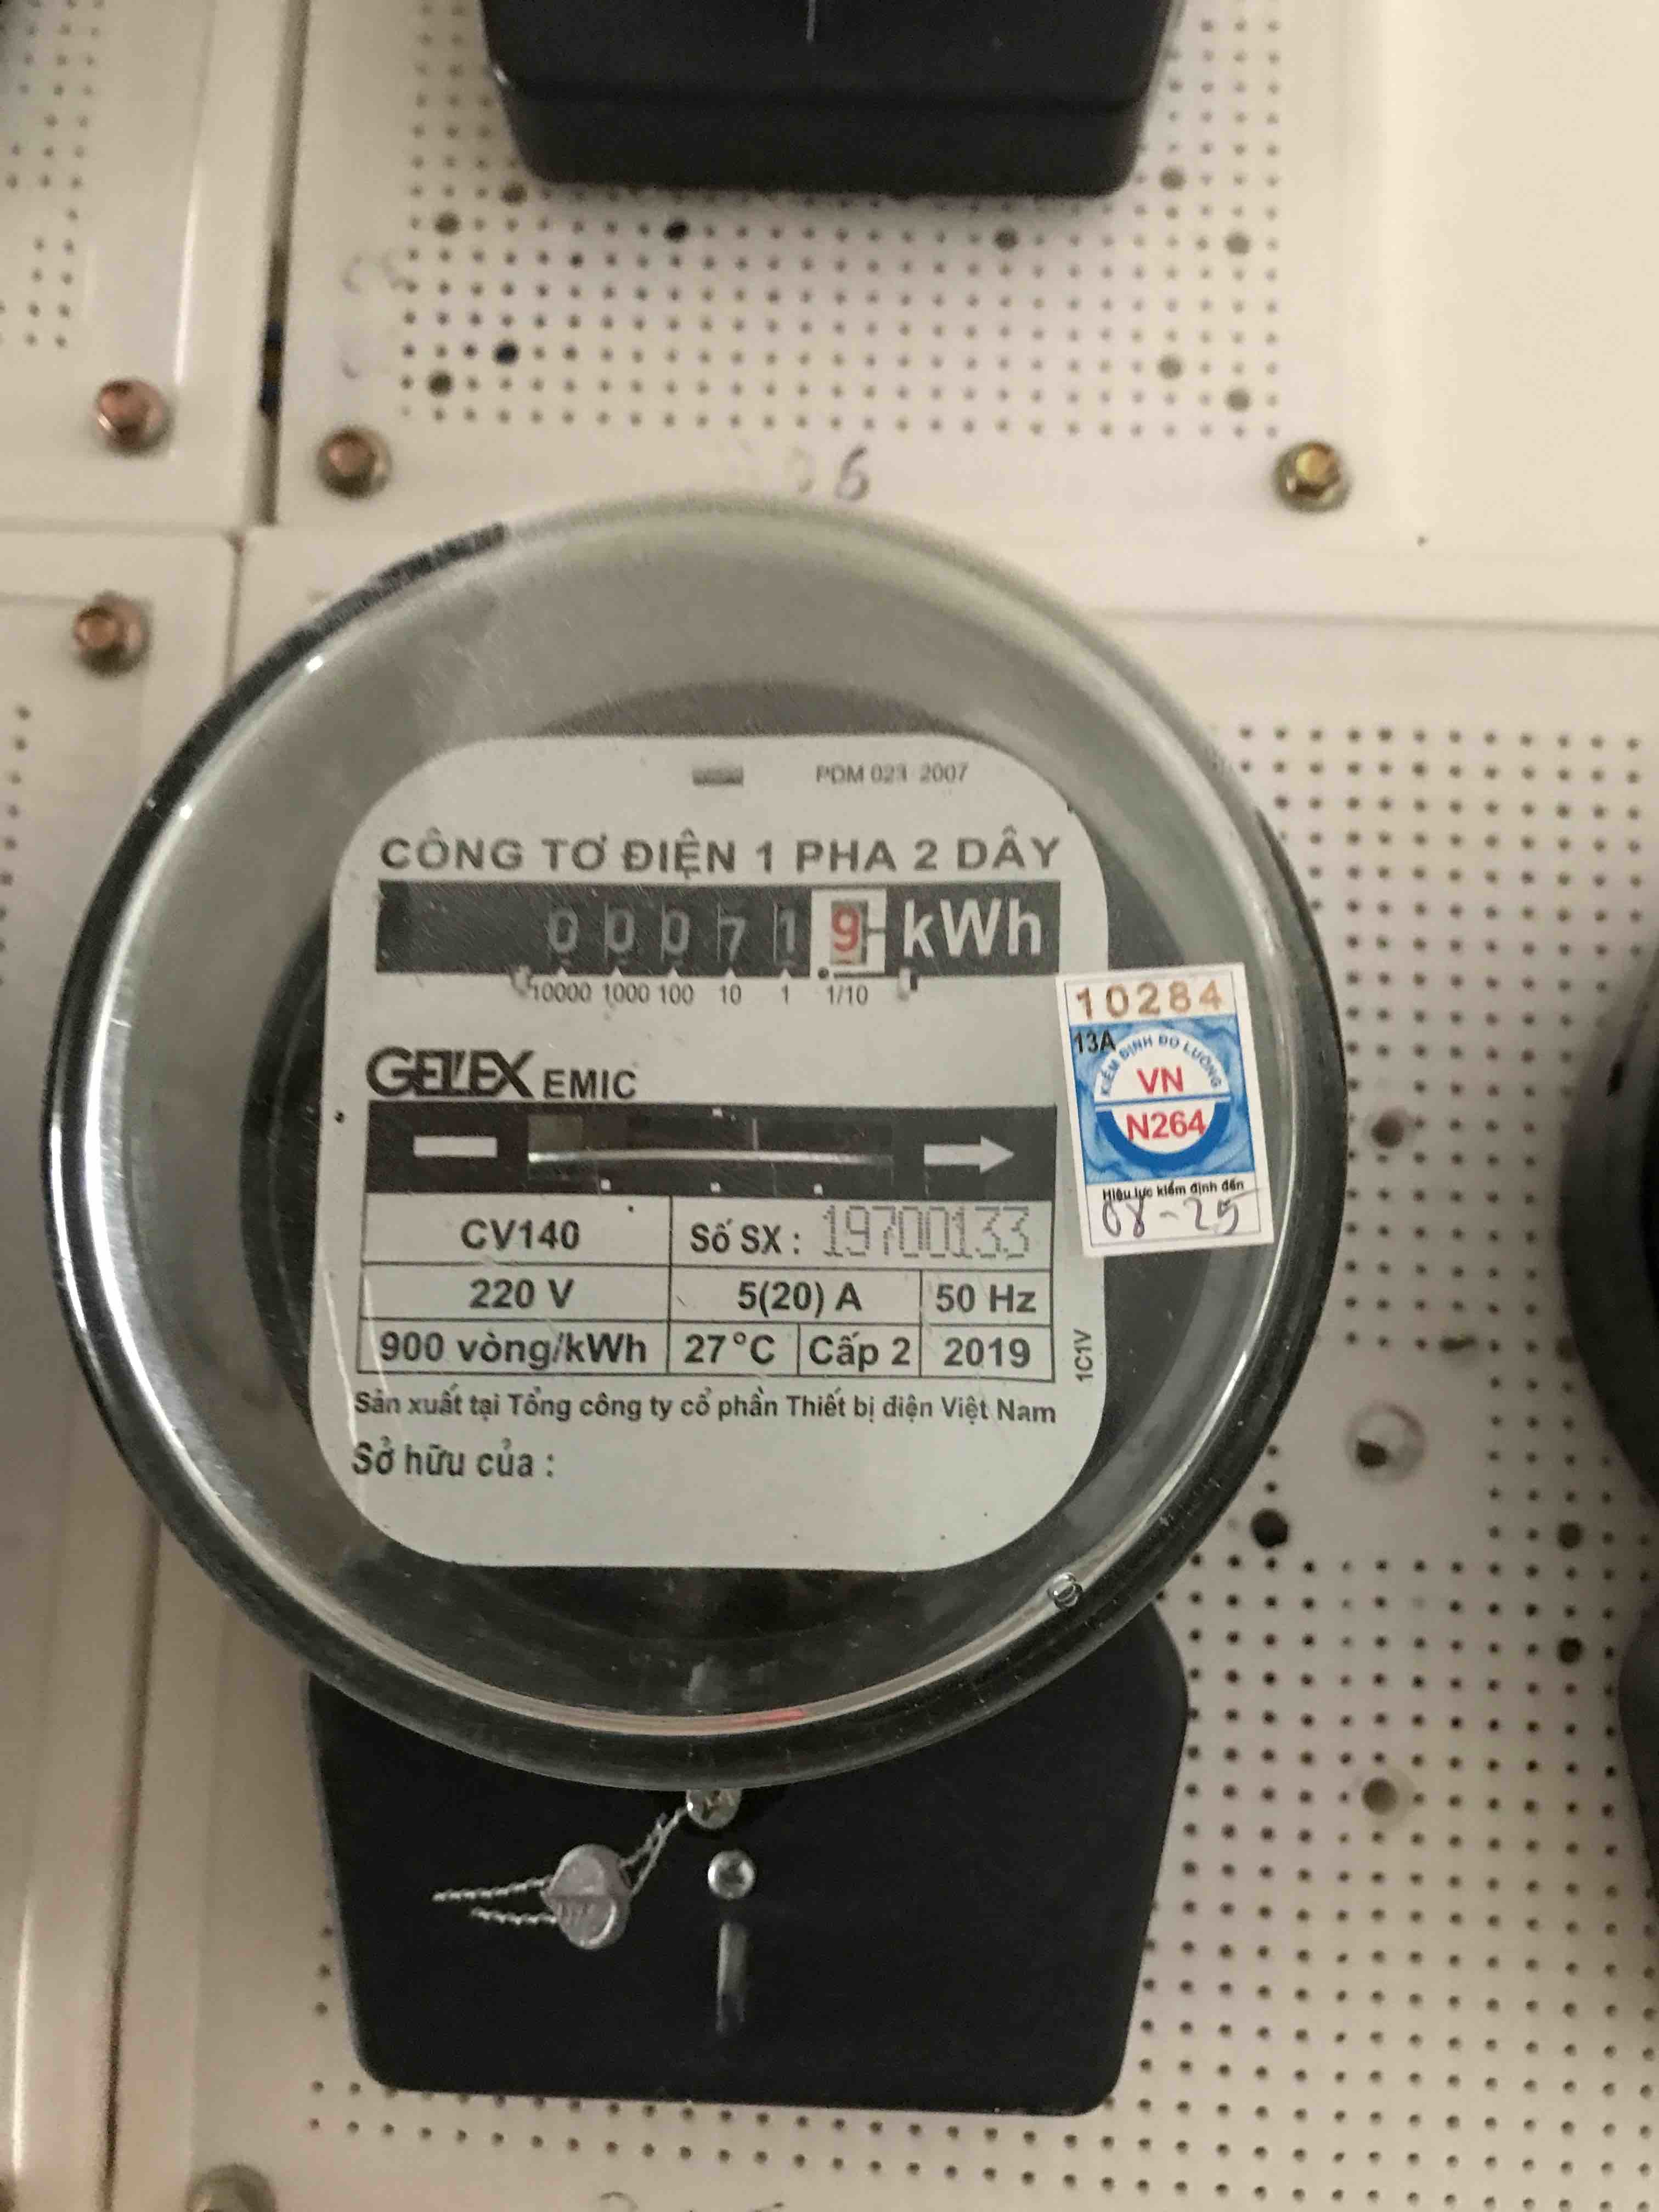 6
PDM 023 2007
CÔNG TƠ ĐIỆN 1 PHA 2 DÂY
0 0 0 7 1 9 kWh
10000 1000 100 10 1 1/10
GELEX EMIC
10284
13A
KIỂM ĐỊNH ĐO LƯỜNG
VN
N264
Hiệu lực kiểm định đến
08-25
CV140
Số SX : 19700133
220 V 5(20) A 50 Hz
900 vòng/kWh 27°C Cấp 2 2019
1C1V
Sản xuất tại Tổng công ty cổ phần Thiết bị điện Việt Nam
Sở hữu của :